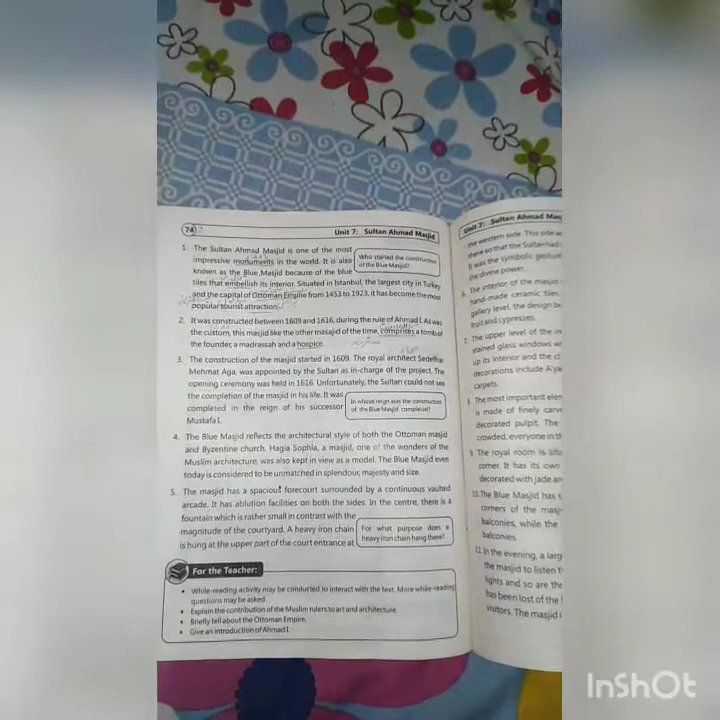 74
Unit 7: Sultan Ahmad Masjid
1. The Sultan Ahmad Masjid is one of the most
impressive monuments in the world. It is also
known as the Blue Masjid because of the blue
tiles that embellish its interior. Situated in Istanbul, the largest city in Turkey
and the capital of Ottoman Empire from 1453 to 1923, it has become the most
popular tourist attraction.
Who started the construction
of the Blue Masjid?
2. It was constructed between 1609 and 1616, during the rule of Ahmad I. As was
the custom, this masjid like the other masajid of the time, comprises a tomb of
the founder, a madrassah and a hospice.
3. The construction of the masjid started in 1609. The royal architect Sedefhar
Mehmat Aga, was appointed by the Sultan as in-charge of the project. The
opening ceremony was held in 1616. Unfortunately, the Sultan could not see
the completion of the masjid in his life. It was
completed in the reign of his successor
Mustafa I.
In whose reign was the construction
of the Blue Masjid completed?
4. The Blue Masjid reflects the architectural style of both the Ottoman masjid
and Byzentine church. Hagia Sophia, a masjid, one of the wonders of the
Muslim architecture, was also kept in view as a model. The Blue Masjid even
today is considered to be unmatched in splendour, majesty and size.
5. The masjid has a spacious forecourt surrounded by a continuous vaulted
arcade. It has ablution facilities on both the sides. In the centre, there is a
fountain which is rather small in contrast with the
magnitude of the courtyard. A heavy iron chain
is hung at the upper part of the court entrance at
For what purpose does a
heavy iron chain hang there?
For the Teacher:
• While-reading activity may be conducted to interact with the text. More while-reading
questions may be asked.
• Explain the contribution of the Muslim rulers to art and architecture.
• Briefly tell about the Ottoman Empire.
• Give an introduction of Ahmad I.
Unit 7: Sultan Ahmad
the western side. This side
there so that the Sultan had
It was the symbolic gesture
the divine power.
6. The interior of the masjid
hand-made ceramic tiles
gallery level, the design
fruit and cypresses.
7. The upper level of the
stained glass windows
up its interior and the
decorations include
carpets.
8. The most important
is made of finely
decorated pulpit. The
crowded, everyone in
9. The royal room is
corner. It has its own
decorated with jade
10. The Blue Masjid has
corners of the
balconies, while the
balconies.
11. In the evening, a
the masjid to listen
lights and so are the
has been lost of the
visitors. The masjid
InShOt